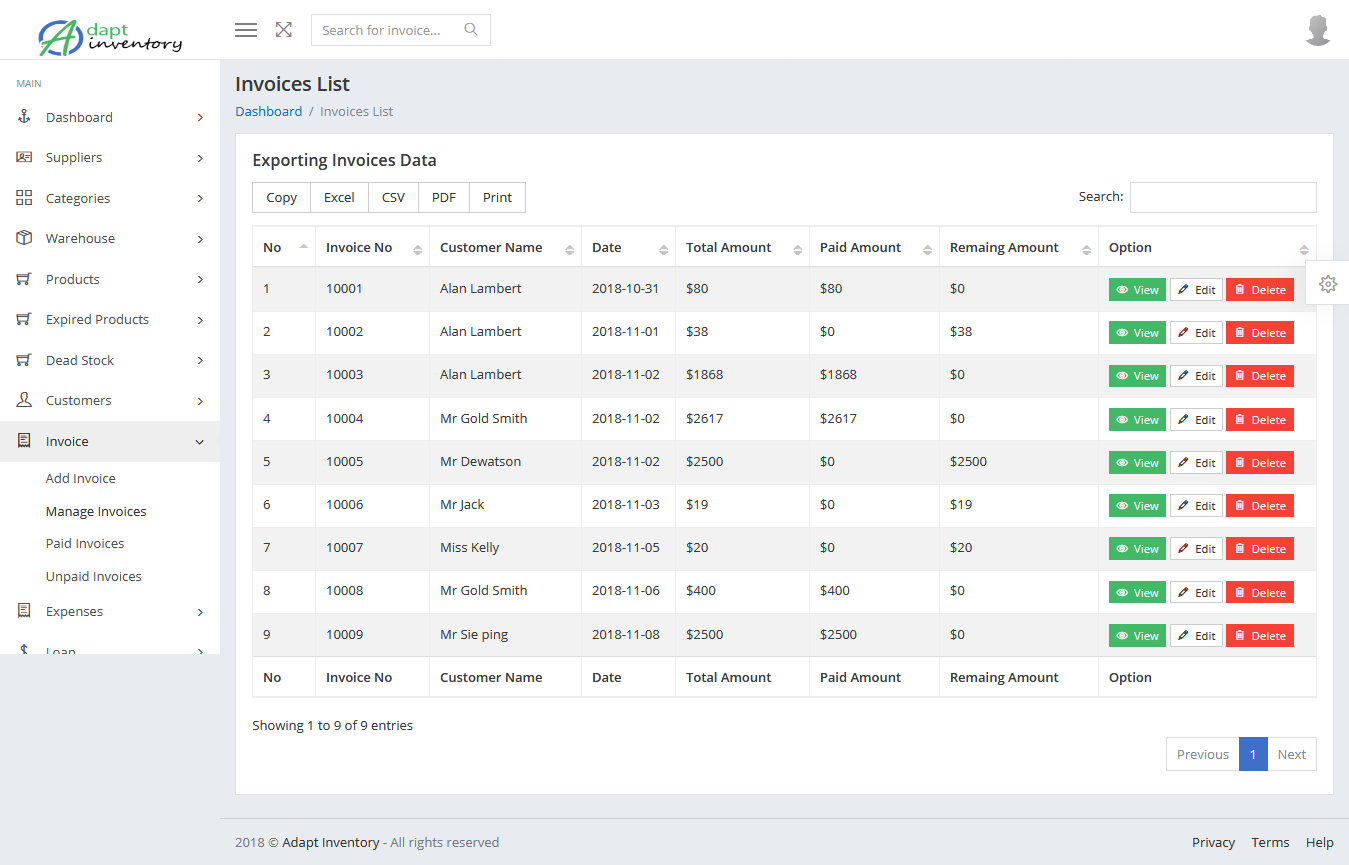 Adapt
inventory
Search for invoice...
MAIN
Dashboard
Suppliers
Categories
Warehouse
Products
Expired Products
Dead Stock
Customers
Invoice
Add Invoice
Manage Invoices
Paid Invoices
Unpaid Invoices
Expenses
Loan
Invoices List
Dashboard / Invoices List
Exporting Invoices Data
Copy Excel CSV PDF Print Search:
No Invoice No Customer Name Date Total Amount Paid Amount Remaing Amount Option
1 10001 Alan Lambert 2018-10-31 $80 $80 $0 View Edit Delete
2 10002 Alan Lambert 2018-11-01 $38 $0 $38 View Edit Delete
3 10003 Alan Lambert 2018-11-02 $1868 $1868 $0 View Edit Delete
4 10004 Mr Gold Smith 2018-11-02 $2617 $2617 $0 View Edit Delete
5 10005 Mr Dewatson 2018-11-02 $2500 $0 $2500 View Edit Delete
6 10006 Mr Jack 2018-11-03 $19 $0 $19 View Edit Delete
7 10007 Miss Kelly 2018-11-05 $20 $0 $20 View Edit Delete
8 10008 Mr Gold Smith 2018-11-06 $400 $400 $0 View Edit Delete
9 10009 Mr Sie ping 2018-11-08 $2500 $2500 $0 View Edit Delete
No Invoice No Customer Name Date Total Amount Paid Amount Remaing Amount Option
Showing 1 to 9 of 9 entries
Previous 1 Next
2018 © Adapt Inventory - All rights reserved Privacy Terms Help